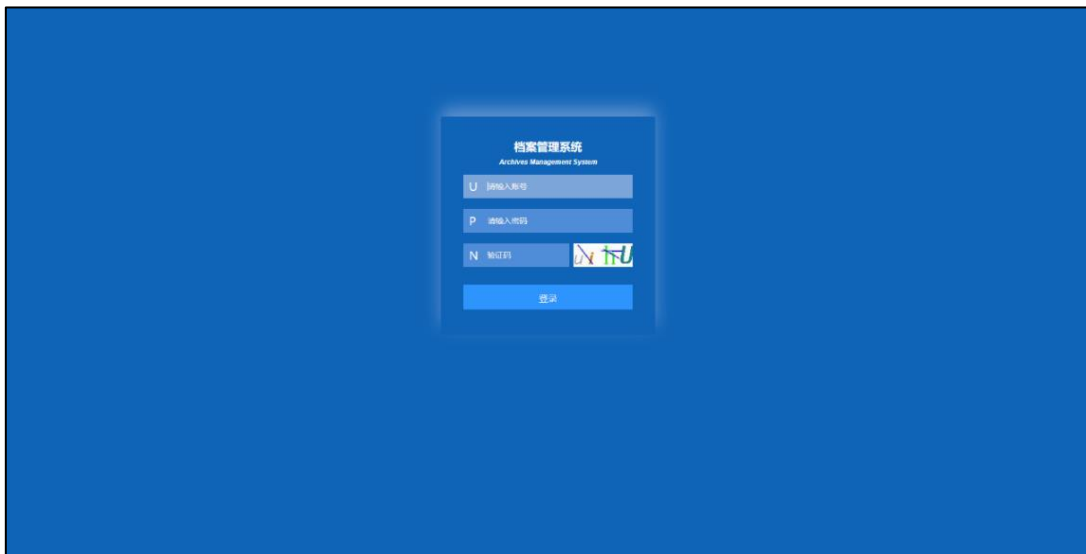 档案管理系统
Archives Management System
U 请输入账号
P 请输入密码
N 验证码
登录